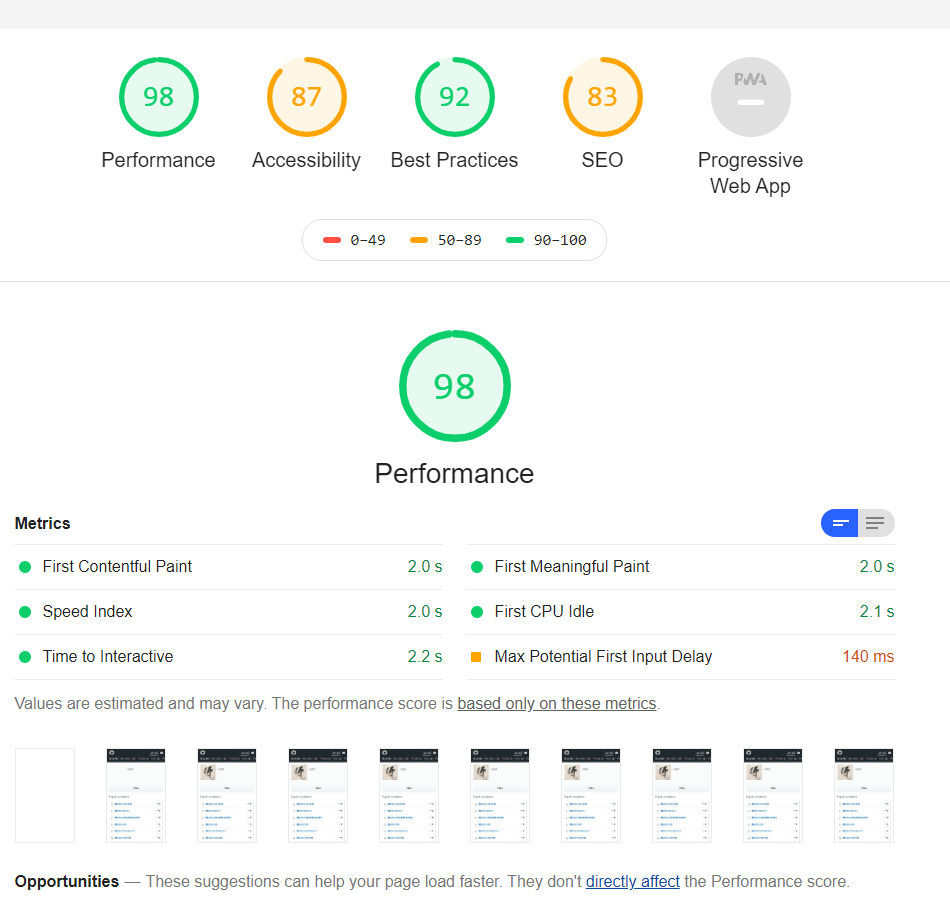 98
87
92
83
PWA
Performance
Accessibility
Best Practices
SEO
Progressive
Web App
0–49
50–89
90–100
98
Performance
Metrics
First Contentful Paint 2.0 s
First Meaningful Paint 2.0 s
Speed Index 2.0 s
First CPU Idle 2.1 s
Time to Interactive 2.2 s
Max Potential First Input Delay 140 ms
Values are estimated and may vary. The performance score is based only on these metrics.
Opportunities — These suggestions can help your page load faster. They don't directly affect the Performance score.